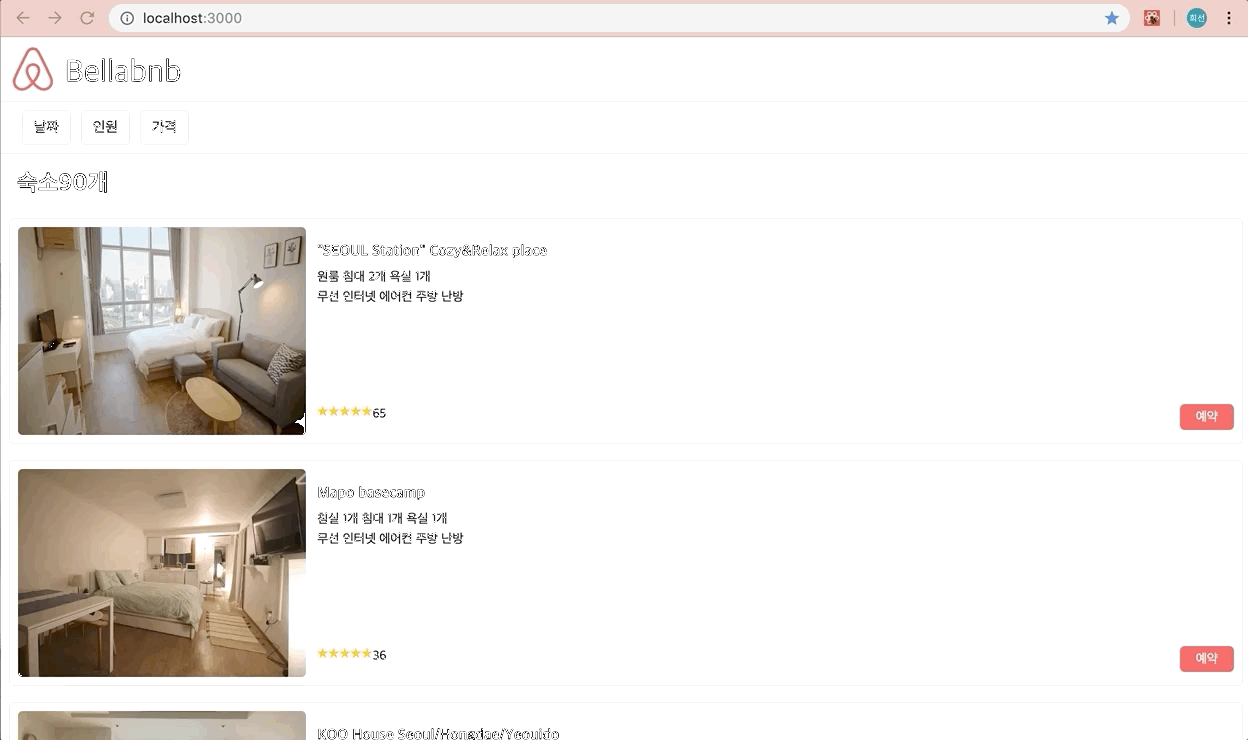 localhost:3000
희선
Bellabnb
날짜 인원 가격
숙소90개
"SEOUL Station" Cozy&Relax place
원룸 침대 2개 욕실 1개
무선 인터넷 에어컨 주방 난방
★★★★★65
예약
Mapo basecamp
침실 1개 침대 1개 욕실 1개
무선 인터넷 에어컨 주방 난방
★★★★★36
예약
KOO House Seoul/Hongdae/Yeouido